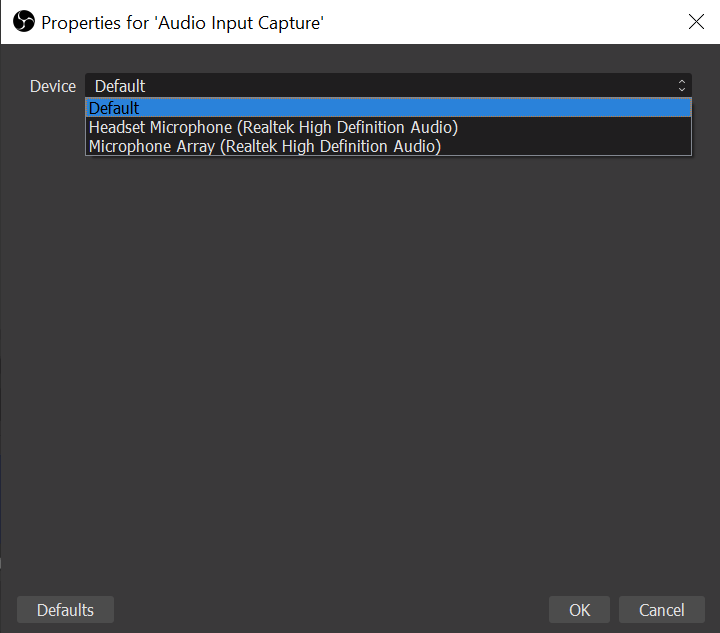 Properties for 'Audio Input Capture'
Device Default
Default
Headset Microphone (Realtek High Definition Audio)
Microphone Array (Realtek High Definition Audio)
Defaults OK Cancel